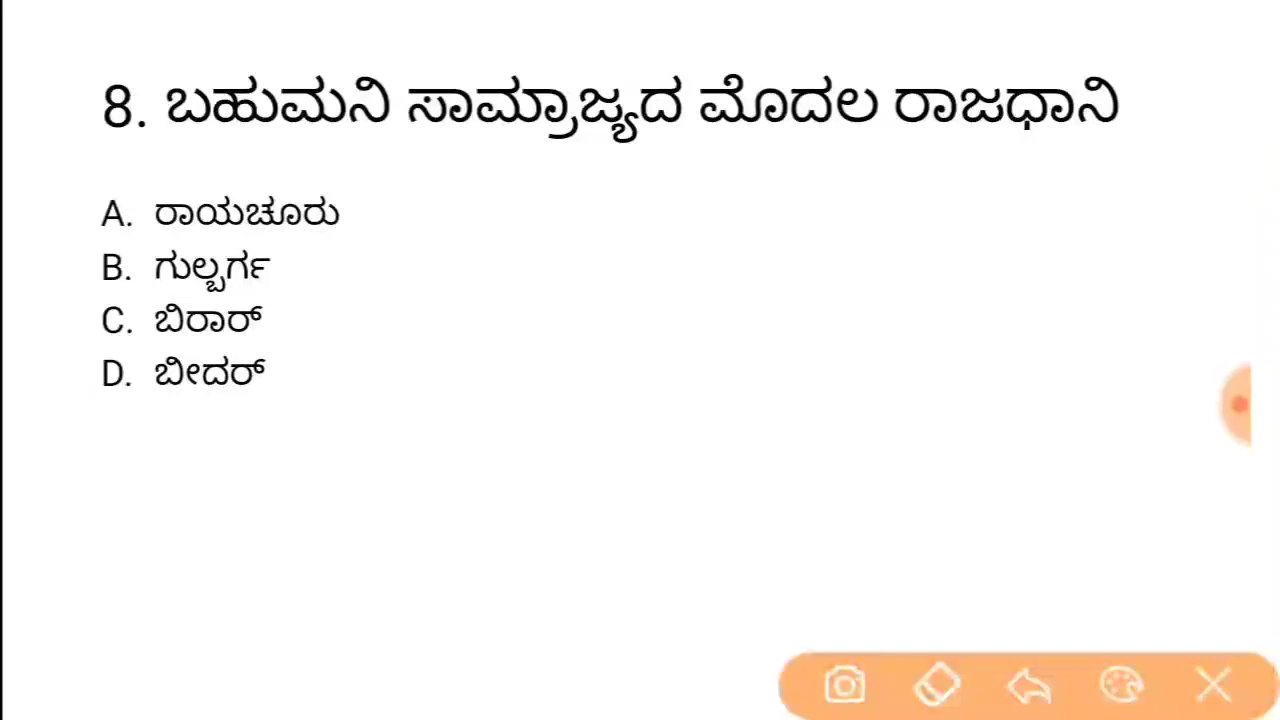 8. ಬಹುಮನಿ ಸಾಮ್ರಾಜ್ಯದ ಮೊದಲ ರಾಜಧಾನಿ
A. ರಾಯಚೂರು
B. ಗುಲ್ಬರ್ಗ
C. ಬಿರಾರ್
D. ಬೀದರ್